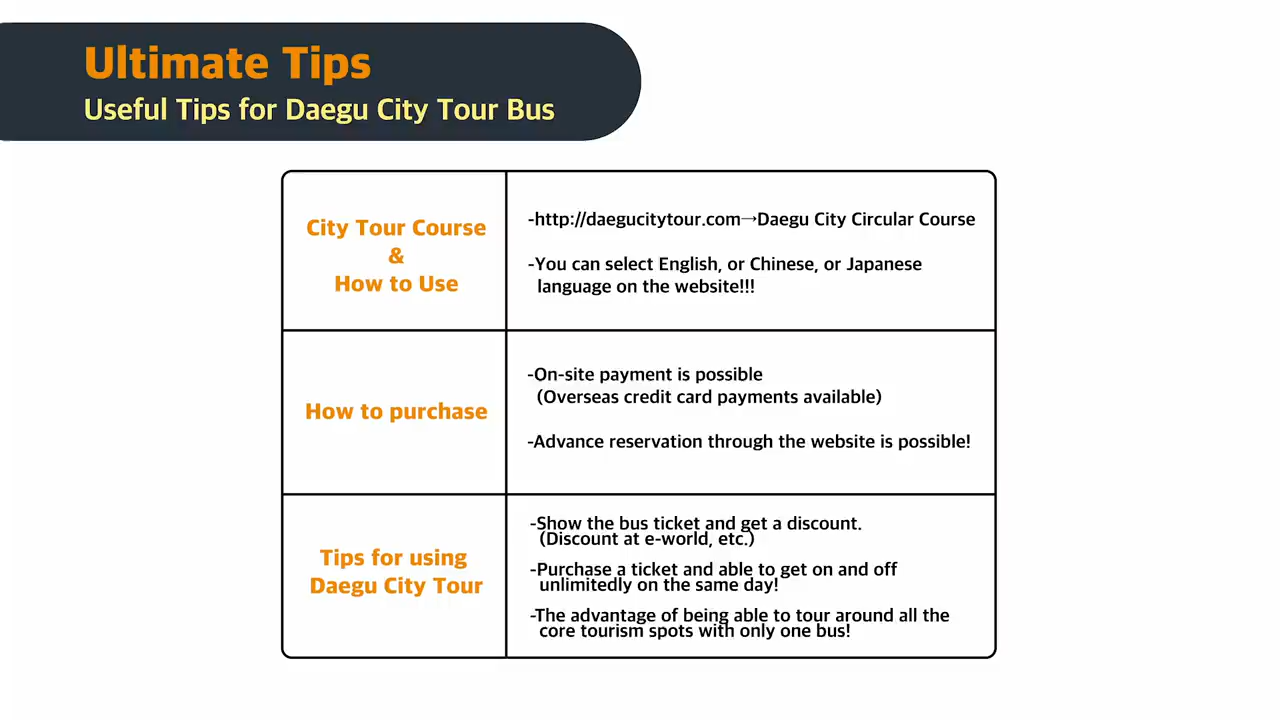 Ultimate Tips
Useful Tips for Daegu City Tour Bus
City Tour Course
&
How to Use
-http://daegucitytour.com→Daegu City Circular Course
-You can select English, or Chinese, or Japanese
language on the website!!!
How to purchase
-On-site payment is possible
(Overseas credit card payments available)
-Advance reservation through the website is possible!
Tips for using
Daegu City Tour
-Show the bus ticket and get a discount.
(Discount at e-world, etc.)
-Purchase a ticket and able to get on and off
unlimitedly on the same day!
-The advantage of being able to tour around all the
core tourism spots with only one bus!